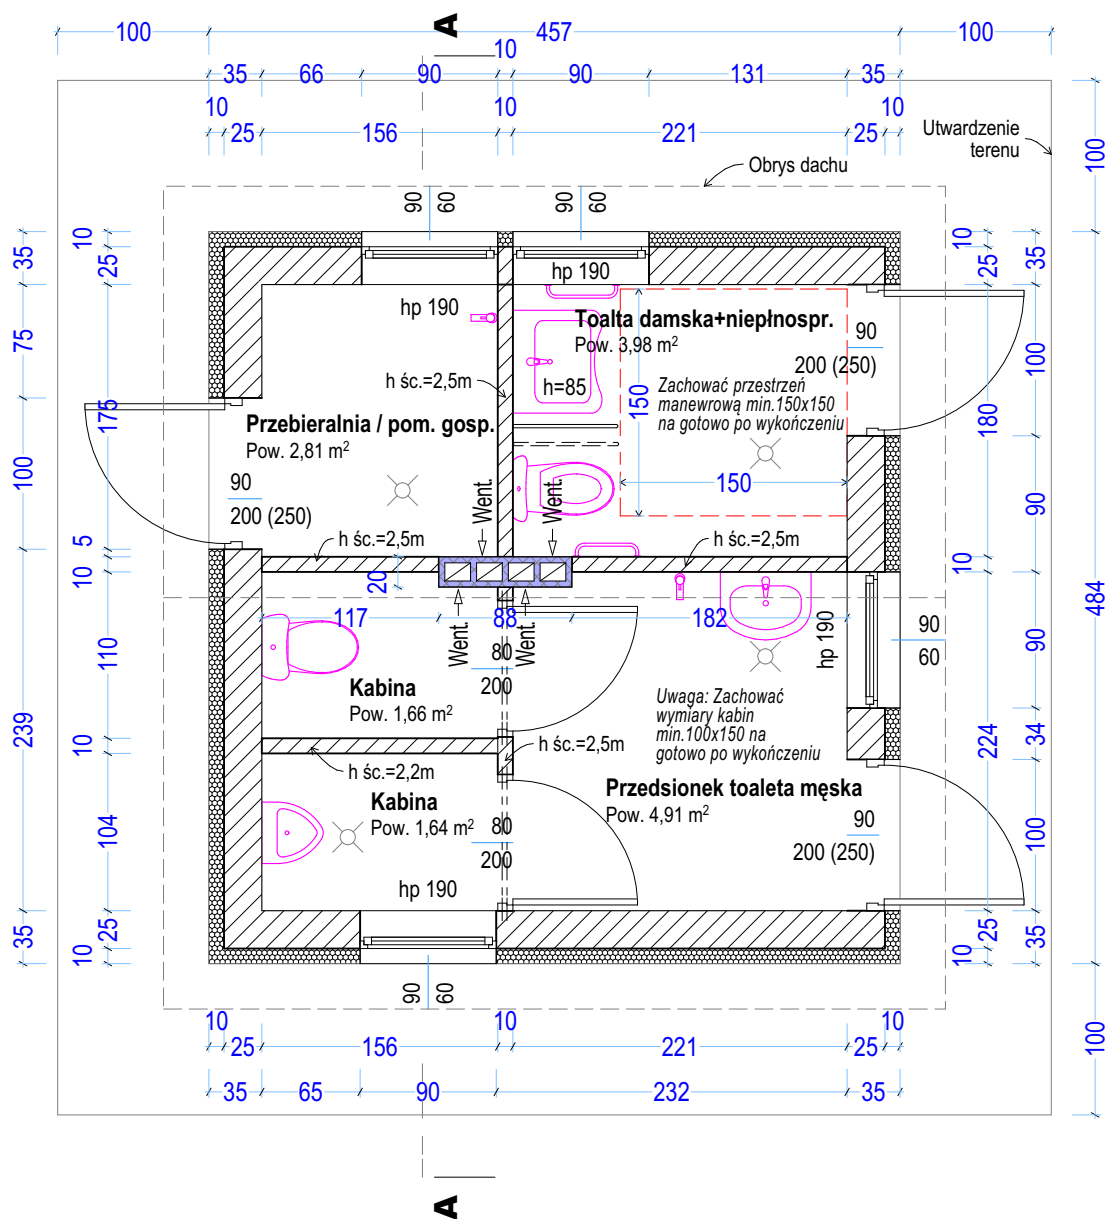 A
100
457
100
10
35
66
90
90
131
35
10
10
10
25
156
221
25
Utwardzenie
terenu
Obrys dachu
100
90
60
90
60
10
35
25
10
25
35
hp 190
hp 190
Toalta damska+niepłnospr.
Pow. 3,98 m²
90
200 (250)
h=85
h śc.=2,5m
Zachować przestrzeń
manewrową min.150x150
na gotowo po wykończeniu
150
150
75
175
100
100
180
90
Przebieralnia / pom. gosp.
Pow. 2,81 m²
90
200 (250)
Went.
Went.
h śc.=2,5m
h śc.=2,5m
5
10
20
10
484
117
88
182
Went.
Went.
80
200
hp 190
90
60
90
110
Kabina
Pow. 1,66 m²
Uwaga: Zachować
wymiary kabin
min.100x150 na
gotowo po wykończeniu
239
10
224
34
h śc.=2,5m
h śc.=2,2m
Kabina
Pow. 1,64 m²
Przedsionek toaleta męska
Pow. 4,91 m²
80
200
90
200 (250)
104
100
hp 190
35
25
10
10
25
35
90
60
10
10
10
25
156
221
25
100
35
65
90
232
35
A